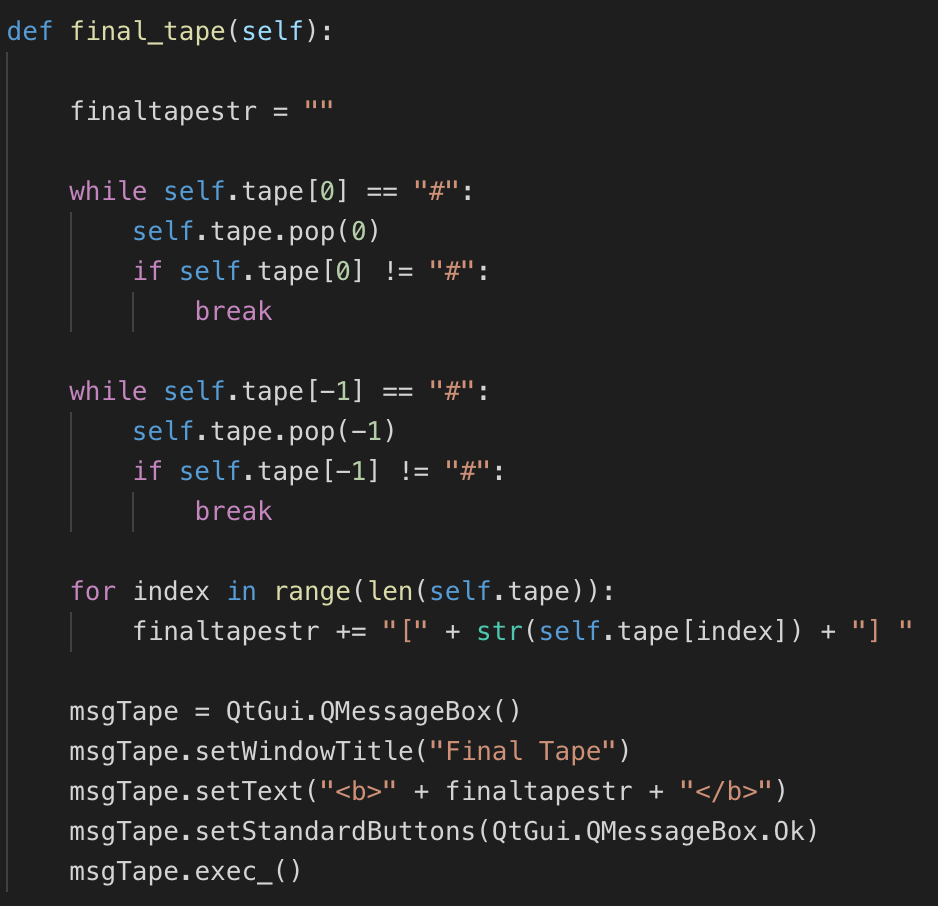 def final_tape(self):
    finaltapestr = ""
    while self.tape[0] == "#":
        self.tape.pop(0)
        if self.tape[0] != "#":
            break
    while self.tape[-1] == "#":
        self.tape.pop(-1)
        if self.tape[-1] != "#":
            break
    for index in range(len(self.tape)):
        finaltapestr += "[" + str(self.tape[index]) + "] "
    msgTape = QtGui.QMessageBox()
    msgTape.setWindowTitle("Final Tape")
    msgTape.setText("<b>" + finaltapestr + "</b>")
    msgTape.setStandardButtons(QtGui.QMessageBox.Ok)
    msgTape.exec_()